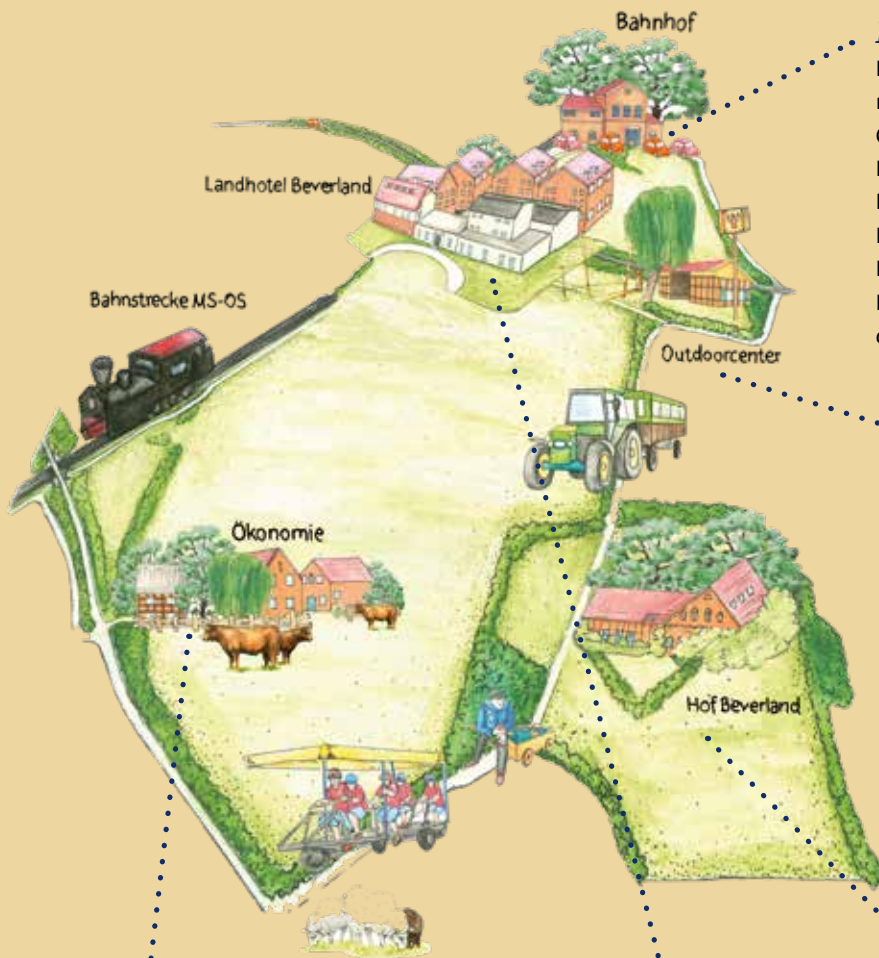 Bahnhof
Landhotel Beverland
Bahnstrecke MS-OS
Outdoorcenter
Ökonomie
Hof Beverland